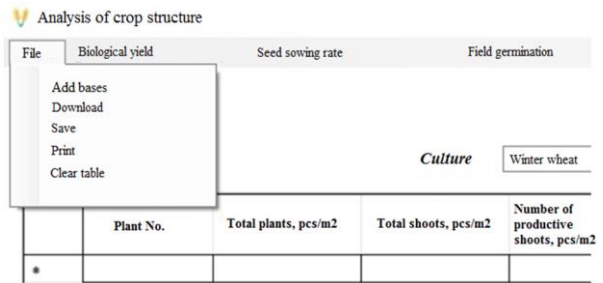 Analysis of crop structure
File Biological yield Seed sowing rate Field germination
Add bases
Download
Save
Print
Clear table
Culture Winter wheat
Plant No. Total plants, pcs/m2 Total shoots, pcs/m2 Number of
productive
shoots, pcs/m2
*